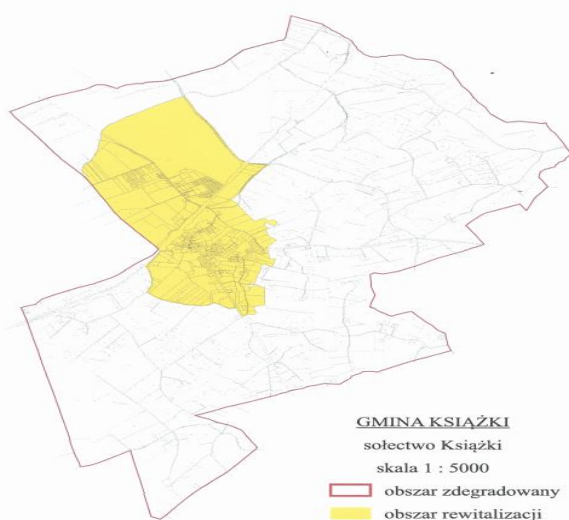 GMINA KSIĄŻKI
sołectwo Książki
skala 1 : 5000
obszar zdegradowany
obszar rewitalizacji